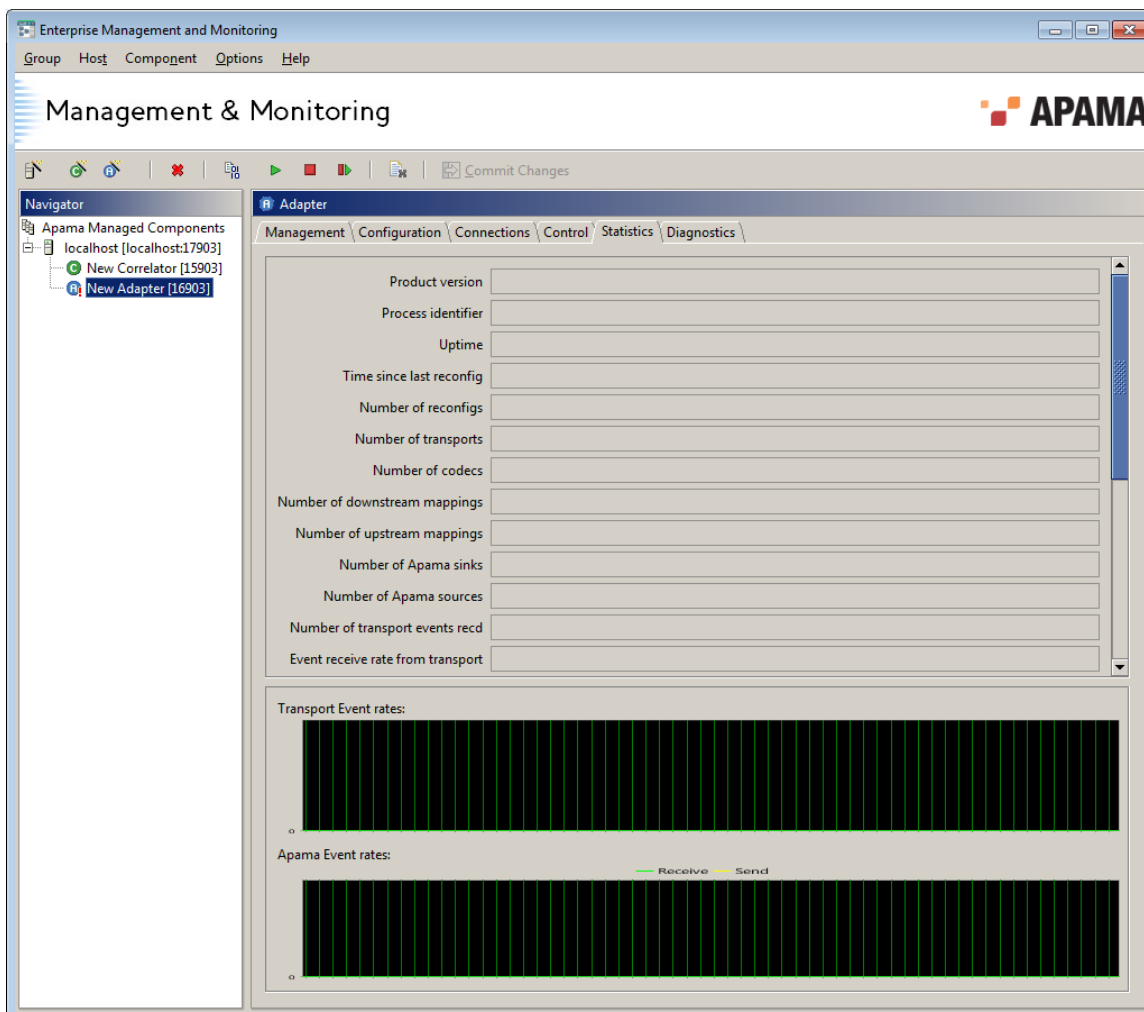 Enterprise Management and Monitoring
Group Host Component Options Help
Management & Monitoring
APAMA
Commit Changes
Navigator
Adapter
Apama Managed Components
localhost [localhost:17903]
New Correlator [15903]
New Adapter [16903]
Management Configuration Connections Control Statistics Diagnostics
Product version
Process identifier
Uptime
Time since last reconfig
Number of reconfigs
Number of transports
Number of codecs
Number of downstream mappings
Number of upstream mappings
Number of Apama sinks
Number of Apama sources
Number of transport events recd
Event receive rate from transport
Transport Event rates:
0
Apama Event rates:
Receive Send
0